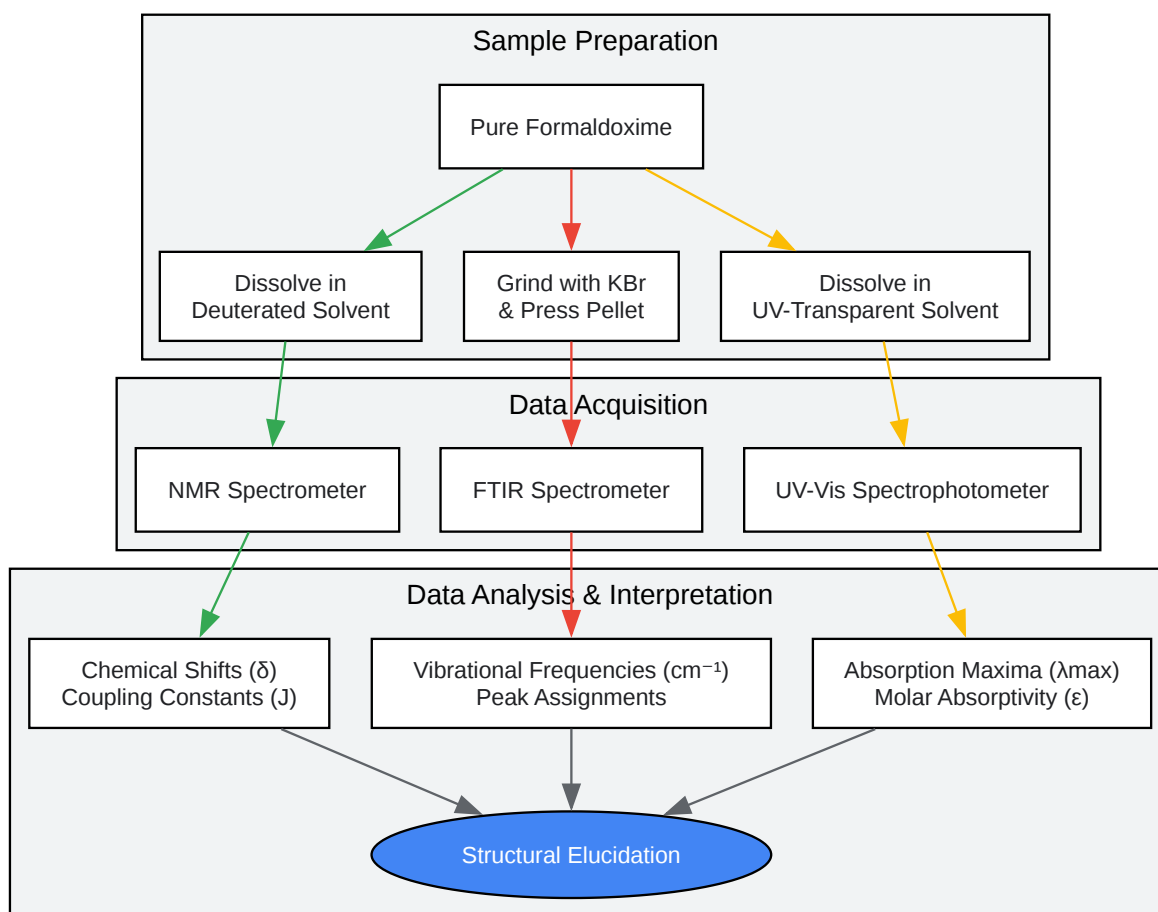 Sample Preparation
Pure Formaldoxime
Dissolve in
Deuterated Solvent
Grind with KBr
& Press Pellet
Dissolve in
UV-Transparent Solvent
Data Acquisition
NMR Spectrometer
FTIR Spectrometer
UV-Vis Spectrophotometer
Data Analysis & Interpretation
Chemical Shifts (δ)
Coupling Constants (J)
Vibrational Frequencies (cm⁻¹)
Peak Assignments
Absorption Maxima (λmax)
Molar Absorptivity (ε)
Structural Elucidation